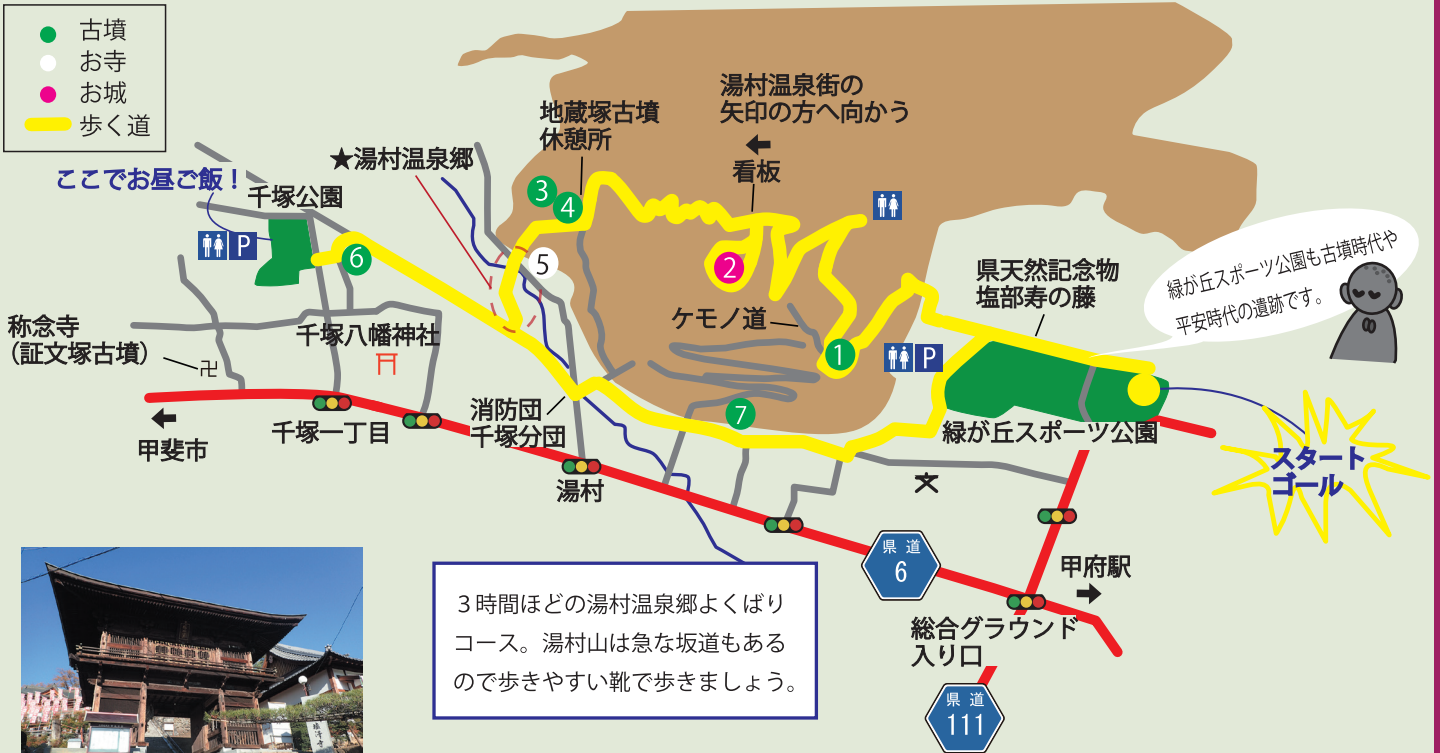 古墳
お寺
お城
歩く道
ここでお昼ご飯！
千塚公園
★湯村温泉郷
地蔵塚古墳
休憩所
湯村温泉街の
矢印の方へ向かう
看板
3
4
5
6
2
1
7
P
P
ケモノ道
県天然記念物
塩部寿の藤
緑が丘スポーツ公園も古墳時代や
平安時代の遺跡です。
称念寺
（証文塚古墳）
卍
千塚八幡神社
甲斐市
千塚一丁目
消防団
千塚分団
湯村
緑が丘スポーツ公園
スタート
ゴール
文
県道
6
甲府駅
総合グラウンド
入り口
県道
111
３時間ほどの湯村温泉郷よくばり
コース。湯村山は急な坂道もある
ので歩きやすい靴で歩きましょう。